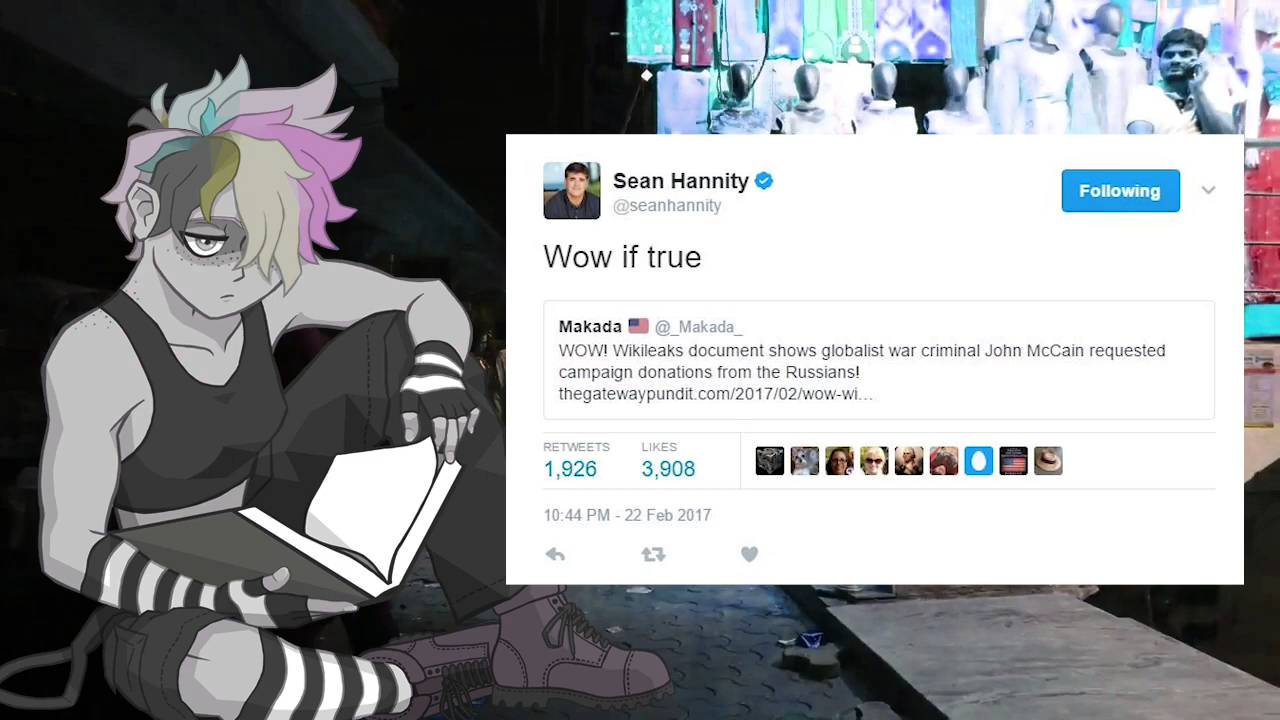 Sean Hannity
@seanhannity
Following
Wow if true
Makada 🇺🇸 @_Makada_
WOW! Wikileaks document shows globalist war criminal John McCain requested
campaign donations from the Russians!
thegatewaypundit.com/2017/02/wow-wi…
RETWEETS LIKES
1,926 3,908
10:44 PM - 22 Feb 2017